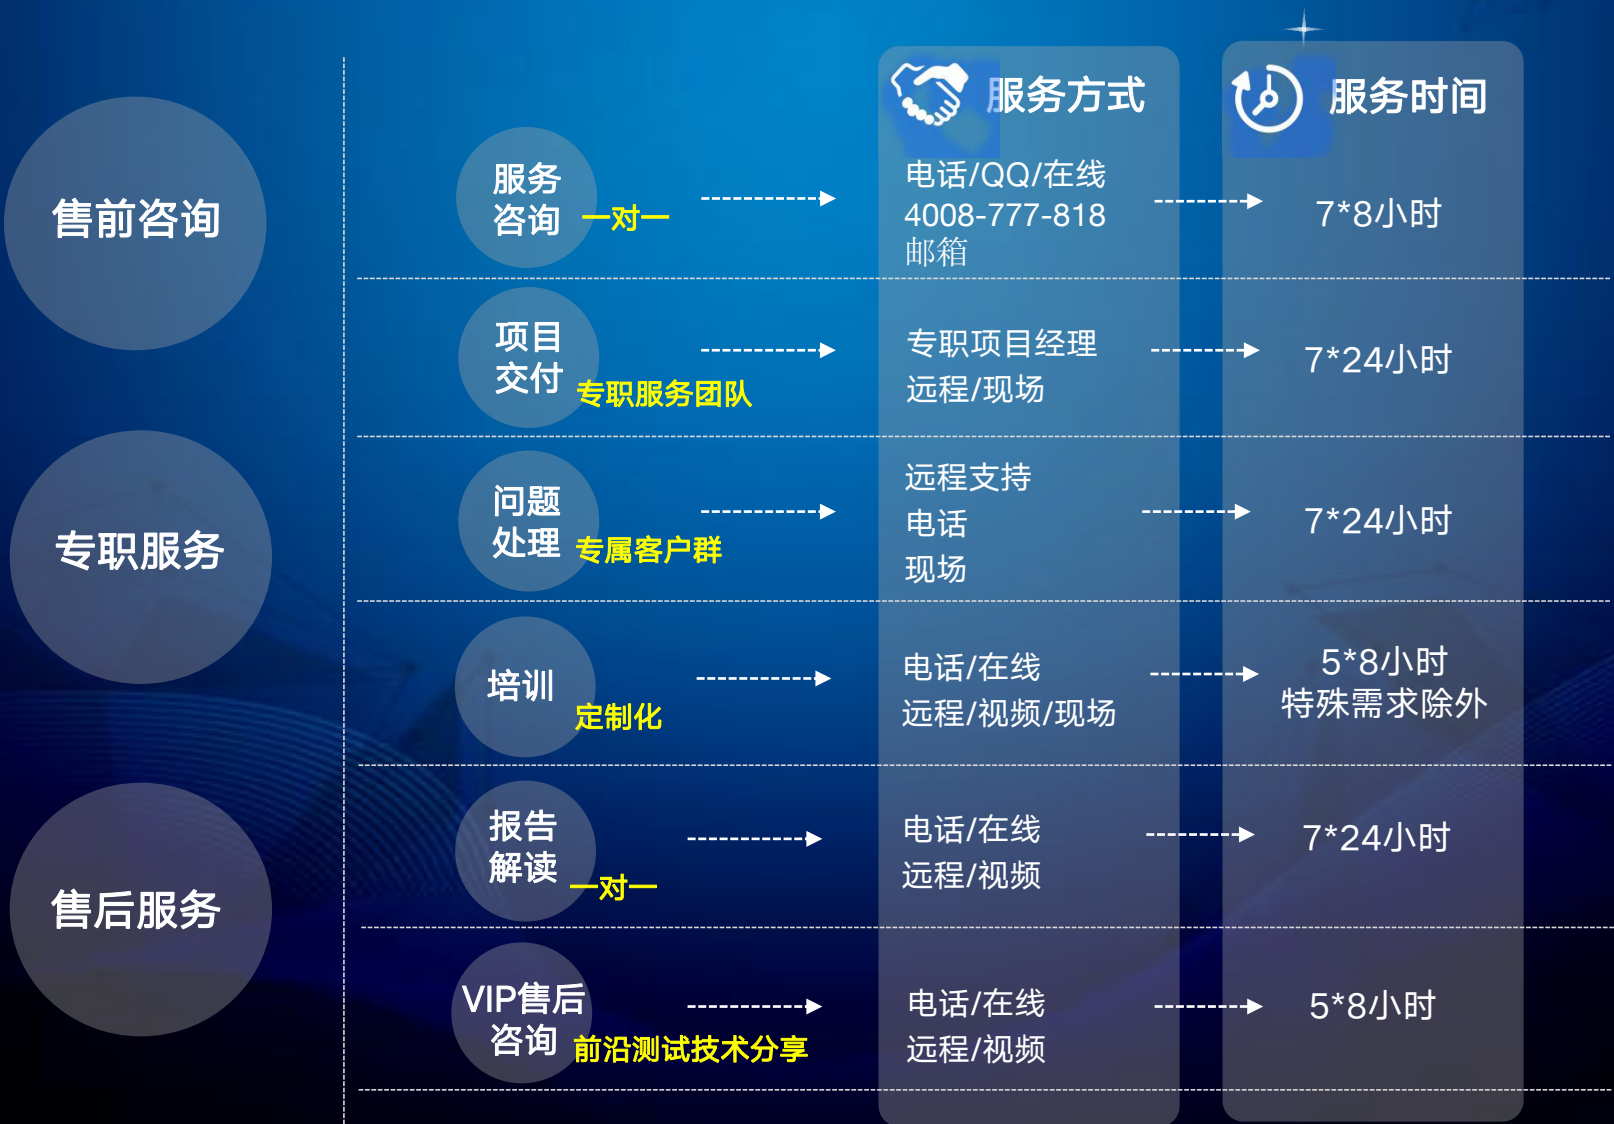 服务方式
服务时间
售前咨询
服务
咨询
一对一
电话/QQ/在线
4008-777-818
邮箱
7*8小时
项目
交付
专职服务团队
专职项目经理
远程/现场
7*24小时
专职服务
问题
处理
专属客户群
远程支持
电话
现场
7*24小时
培训
定制化
电话/在线
远程/视频/现场
5*8小时
特殊需求除外
售后服务
报告
解读
一对一
电话/在线
远程/视频
7*24小时
VIP售后
咨询
前沿测试技术分享
电话/在线
远程/视频
5*8小时